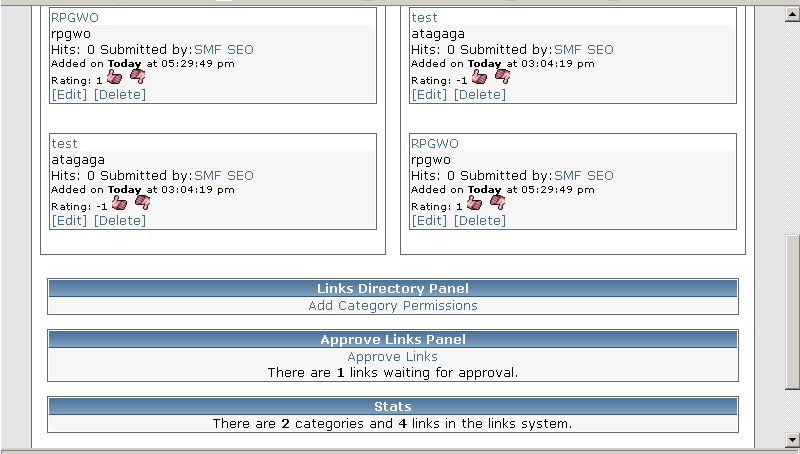 RPGWO
rpgwo
Hits: 0 Submitted by:SMF SEO
Added on Today at 05:29:49 pm
Rating: 1
[Edit] [Delete]
test
atagaga
Hits: 0 Submitted by:SMF SEO
Added on Today at 03:04:19 pm
Rating: -1
[Edit] [Delete]
test
atagaga
Hits: 0 Submitted by:SMF SEO
Added on Today at 03:04:19 pm
Rating: -1
[Edit] [Delete]
RPGWO
rpgwo
Hits: 0 Submitted by:SMF SEO
Added on Today at 05:29:49 pm
Rating: 1
[Edit] [Delete]
Links Directory Panel
Add Category Permissions
Approve Links Panel
Approve Links
There are 1 links waiting for approval.
Stats
There are 2 categories and 4 links in the links system.